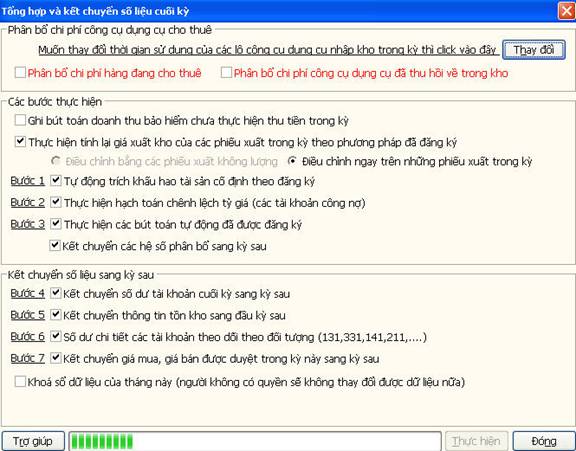 Tổng hợp và kết chuyển số liệu cuối kỳ
Phân bổ chi phí công cụ dụng cụ cho thuê
Muốn thay đổi thời gian sử dụng của các lô công cụ dụng cụ nhập kho trong kỳ thì click vào đây
Thay đổi
Phân bổ chi phí hàng đang cho thuê
Phân bổ chi phí công cụ dụng cụ đã thu hồi về trong kho
Các bước thực hiện
Ghi bút toán doanh thu bảo hiểm chưa thực hiện thu tiền trong kỳ
Thực hiện tính lại giá xuất kho của các phiếu xuất trong kỳ theo phương pháp đã đăng ký
Điều chỉnh bằng các phiếu xuất không lượng
Điều chỉnh ngay trên những phiếu xuất trong kỳ
Bước 1 Tự động trích khấu hao tài sản cố định theo đăng ký
Bước 2 Thực hiện hạch toán chênh lệch tỷ giá (các tài khoản công nợ)
Bước 3 Thực hiện các bút toán tự động đã được đăng ký
Kết chuyển các hệ số phân bổ sang kỳ sau
Kết chuyển số liệu sang kỳ sau
Bước 4 Kết chuyển số dư tài khoản cuối kỳ sang kỳ sau
Bước 5 Kết chuyển thông tin tồn kho sang đầu kỳ sau
Bước 6 Số dư chi tiết các tài khoản theo dõi theo đối tượng (131,331,141,211,....)
Bước 7 Kết chuyển giá mua, giá bán được duyệt trong kỳ này sang kỳ sau
Khoá sổ dữ liệu của tháng này (người không có quyền sẽ không thay đổi được dữ liệu nữa)
Trợ giúp
Thực hiện
Đóng